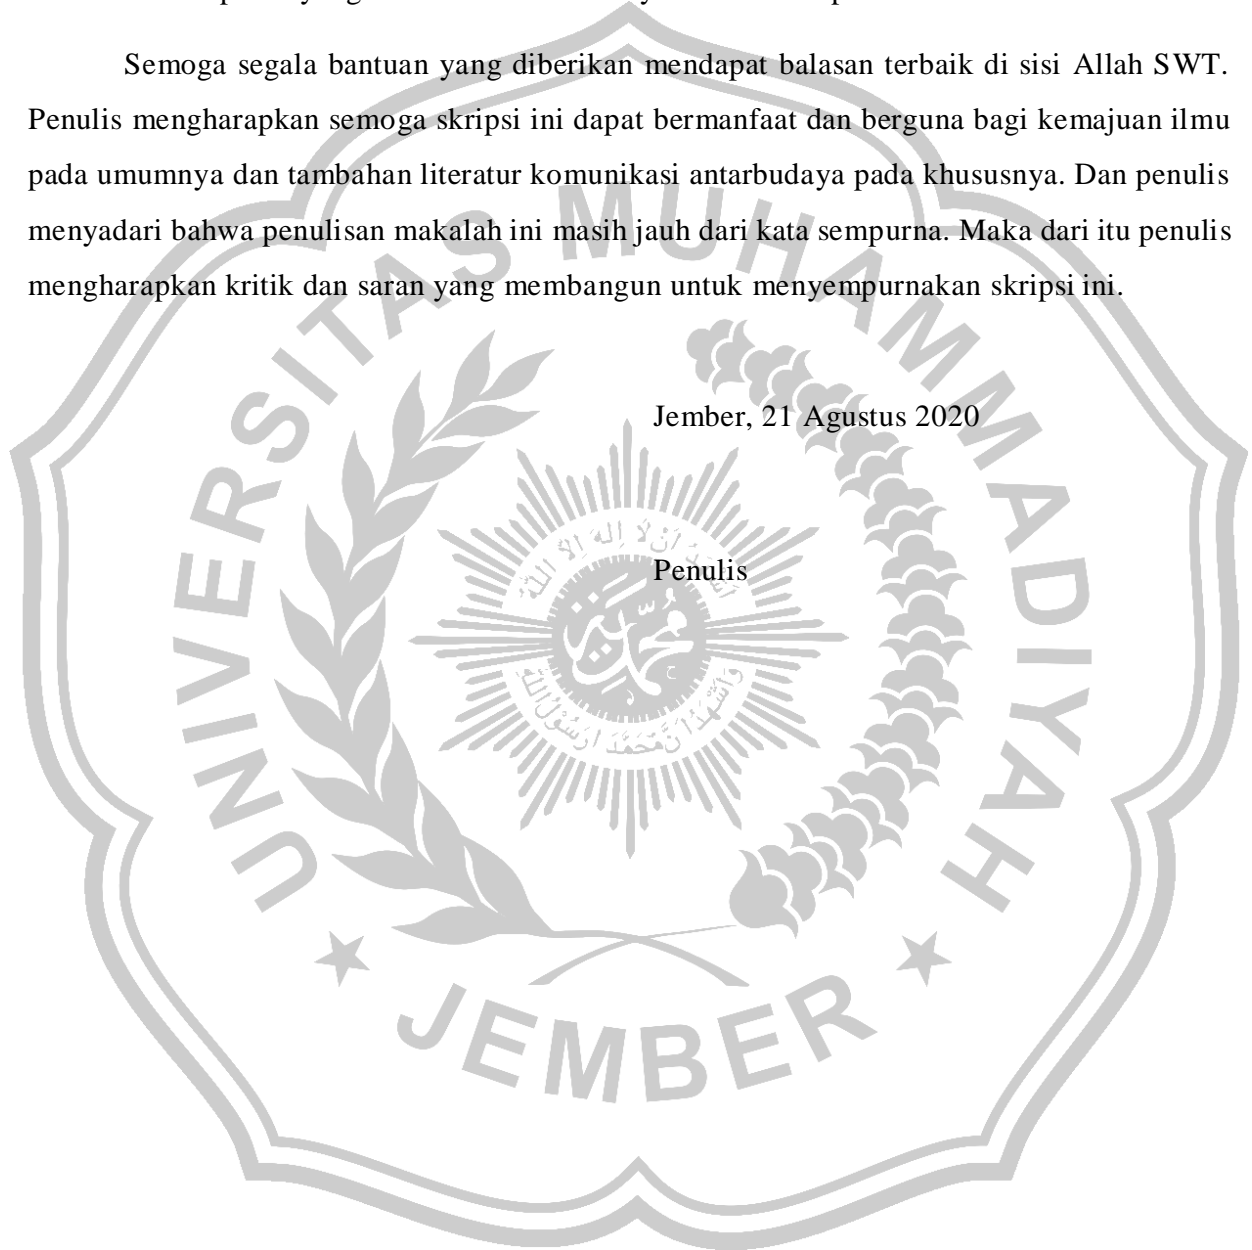 Semoga segala bantuan yang diberikan mendapat balasan terbaik di sisi Allah SWT.
Penulis mengharapkan semoga skripsi ini dapat bermanfaat dan berguna bagi kemajuan ilmu
pada umumnya dan tambahan literatur komunikasi antarbudaya pada khususnya. Dan penulis
menyadari bahwa penulisan makalah ini masih jauh dari kata sempurna. Maka dari itu penulis
mengharapkan kritik dan saran yang membangun untuk menyempurnakan skripsi ini.
Jember, 21 Agustus 2020
Penulis
UNIVERSITAS MUHAMMADIYAH
JEMBER